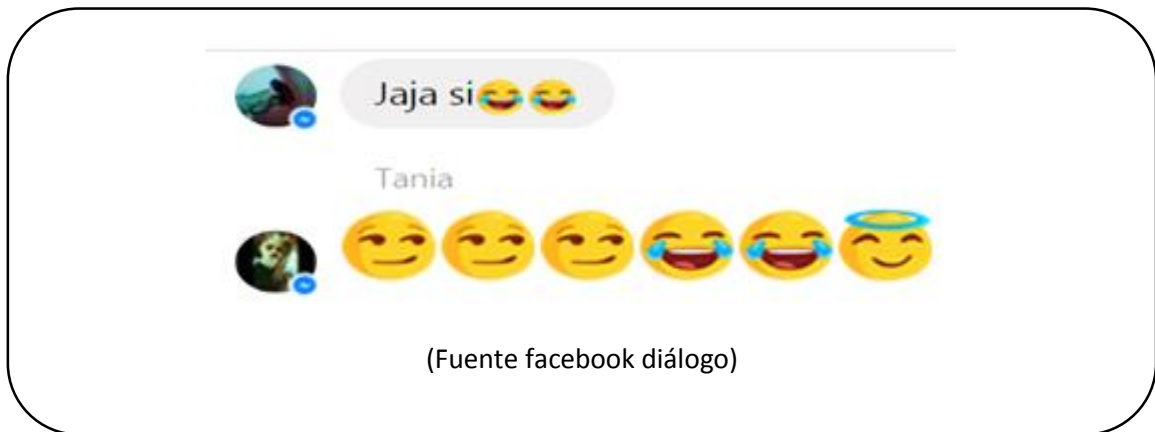 Jaja si😂😂
Tania
😏😏😏😂😂😇
(Fuente facebook diálogo)